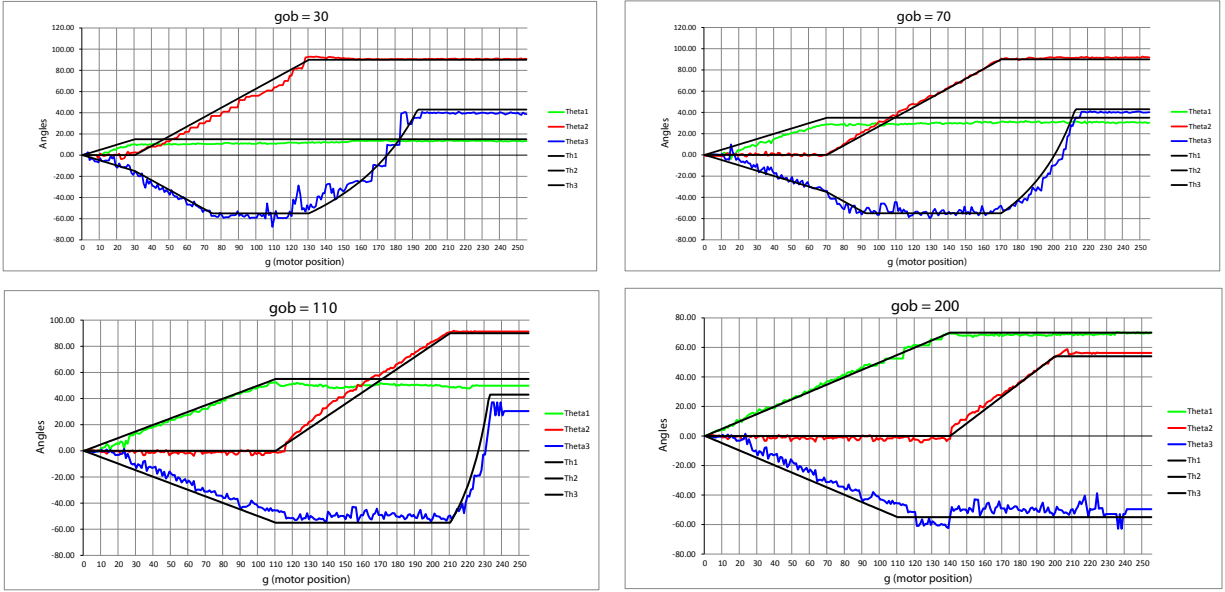 gob = 30
120.00
100.00
80.00
60.00
40.00
20.00
0.00
-20.00
-40.00
-60.00
-80.00
Angles
0 10 20 30 40 50 60 70 80 90 100 110 120 130 140 150 160 170 180 190 200 210 220 230 240 250
g (motor position)
Theta1
Theta2
Theta3
Th1
Th2
Th3
gob = 70
120.00
100.00
80.00
60.00
40.00
20.00
0.00
-20.00
-40.00
-60.00
-80.00
Angles
0 10 20 30 40 50 60 70 80 90 100 110 120 130 140 150 160 170 180 190 200 210 220 230 240 250
g (motor position)
Theta1
Theta2
Theta3
Th1
Th2
Th3
gob = 110
100.00
80.00
60.00
40.00
20.00
0.00
-20.00
-40.00
-60.00
-80.00
Angles
0 10 20 30 40 50 60 70 80 90 100 110 120 130 140 150 160 170 180 190 200 210 220 230 240 250
g (motor position)
Theta1
Theta2
Theta3
Th1
Th2
Th3
gob = 200
80.00
60.00
40.00
20.00
0.00
-20.00
-40.00
-60.00
-80.00
Angles
0 10 20 30 40 50 60 70 80 90 100 110 120 130 140 150 160 170 180 190 200 210 220 230 240 250
g (motor position)
Theta1
Theta2
Theta3
Th1
Th2
Th3